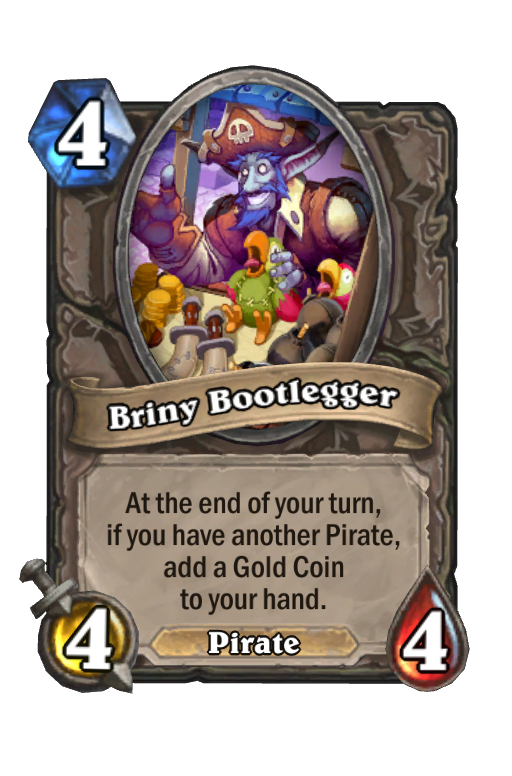 4
Briny Bootlegger
At the end of your turn,
if you have another Pirate,
add a Gold Coin
to your hand.
4
Pirate
4